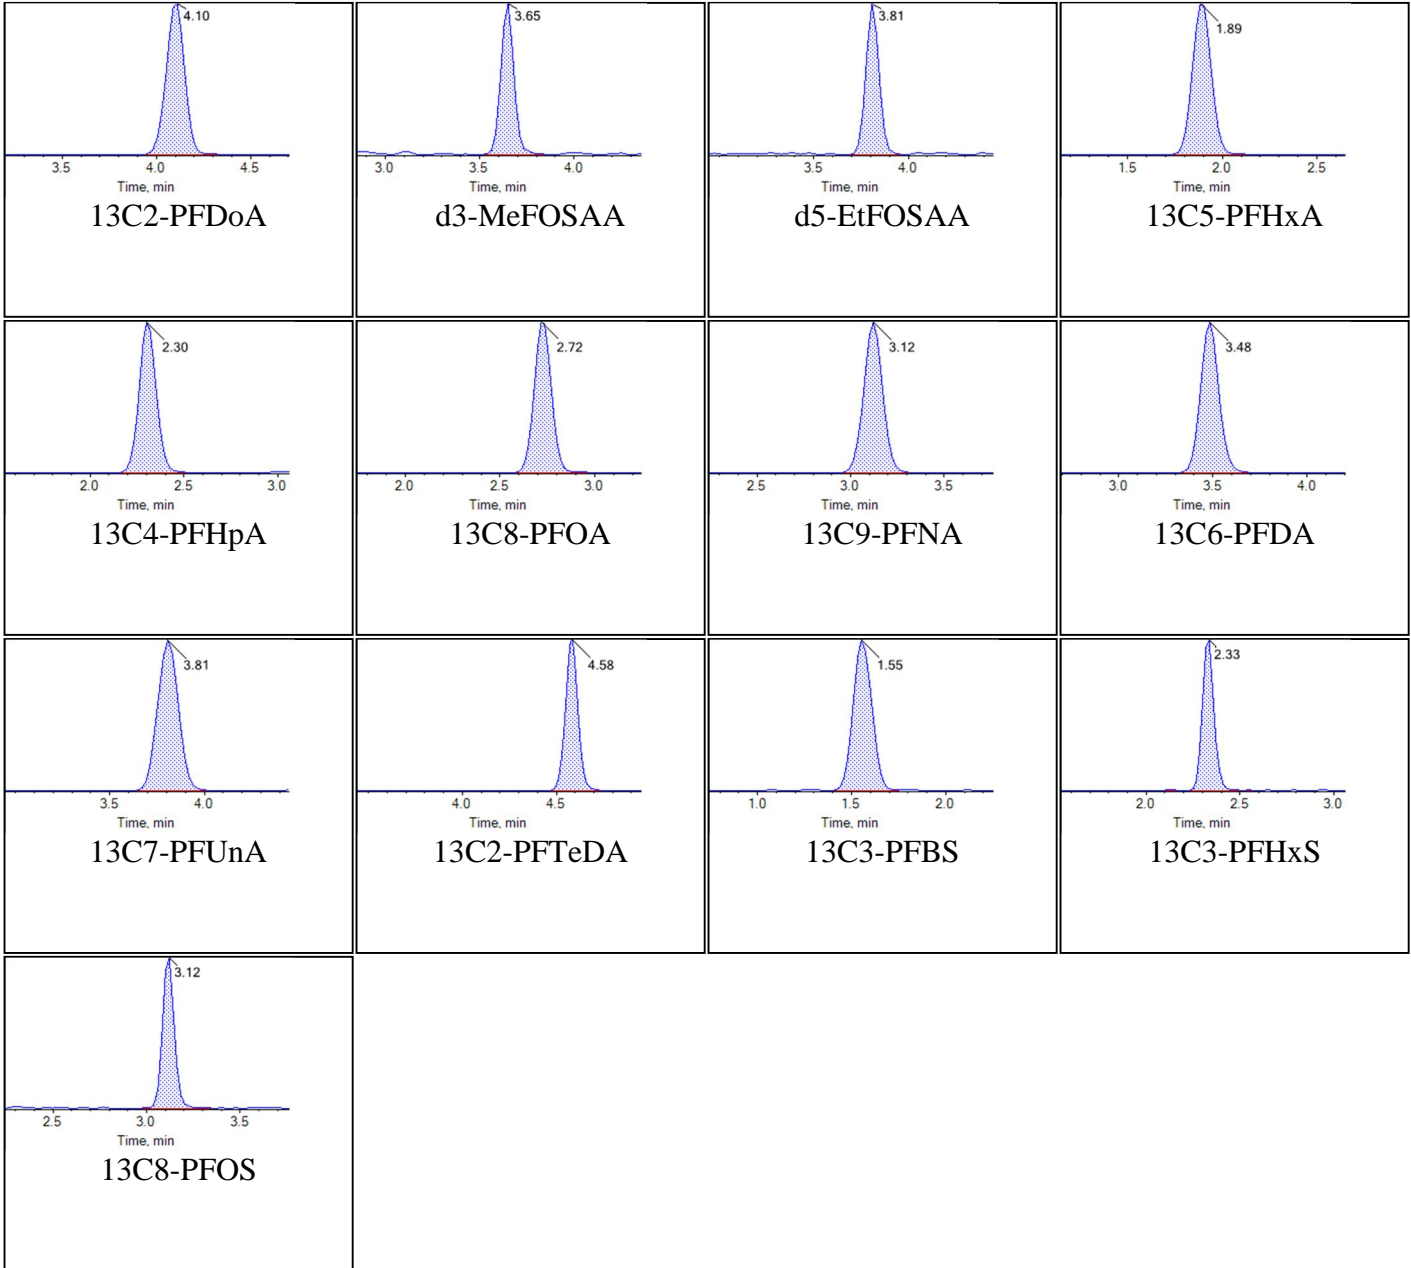 4.10
3.5 4.0 4.5
Time, min
13C2-PFDoA
3.65
3.0 3.5 4.0
Time, min
d3-MeFOSAA
3.81
3.5 4.0
Time, min
d5-EtFOSAA
1.89
1.5 2.0 2.5
Time, min
13C5-PFHxA
2.30
2.0 2.5 3.0
Time, min
13C4-PFHpA
2.72
2.0 2.5 3.0
Time, min
13C8-PFOA
3.12
2.5 3.0 3.5
Time, min
13C9-PFNA
3.48
3.0 3.5 4.0
Time, min
13C6-PFDA
3.81
3.5 4.0
Time, min
13C7-PFUnA
4.58
4.0 4.5
Time, min
13C2-PFTeDA
1.55
1.0 1.5 2.0
Time, min
13C3-PFBS
2.33
2.0 2.5 3.0
Time, min
13C3-PFHxS
3.12
2.5 3.0 3.5
Time, min
13C8-PFOS